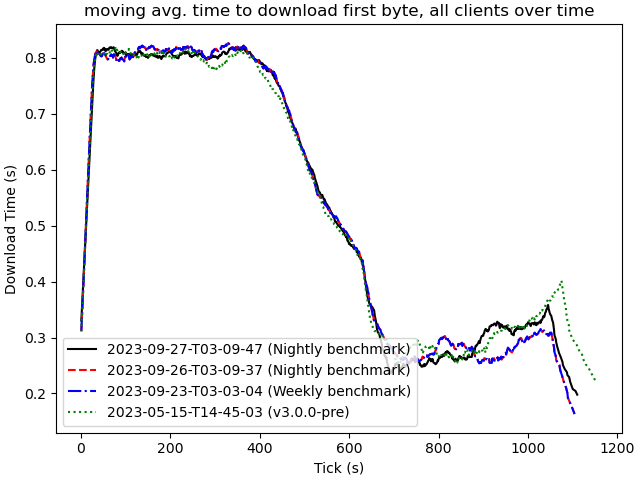 moving avg. time to download first byte, all clients over time
Download Time (s)
0.8
0.7
0.6
0.5
0.4
0.3
0.2
2023-09-27-T03-09-47 (Nightly benchmark)
2023-09-26-T03-09-37 (Nightly benchmark)
2023-09-23-T03-03-04 (Weekly benchmark)
2023-05-15-T14-45-03 (v3.0.0-pre)
0 200 400 600 800 1000 1200
Tick (s)